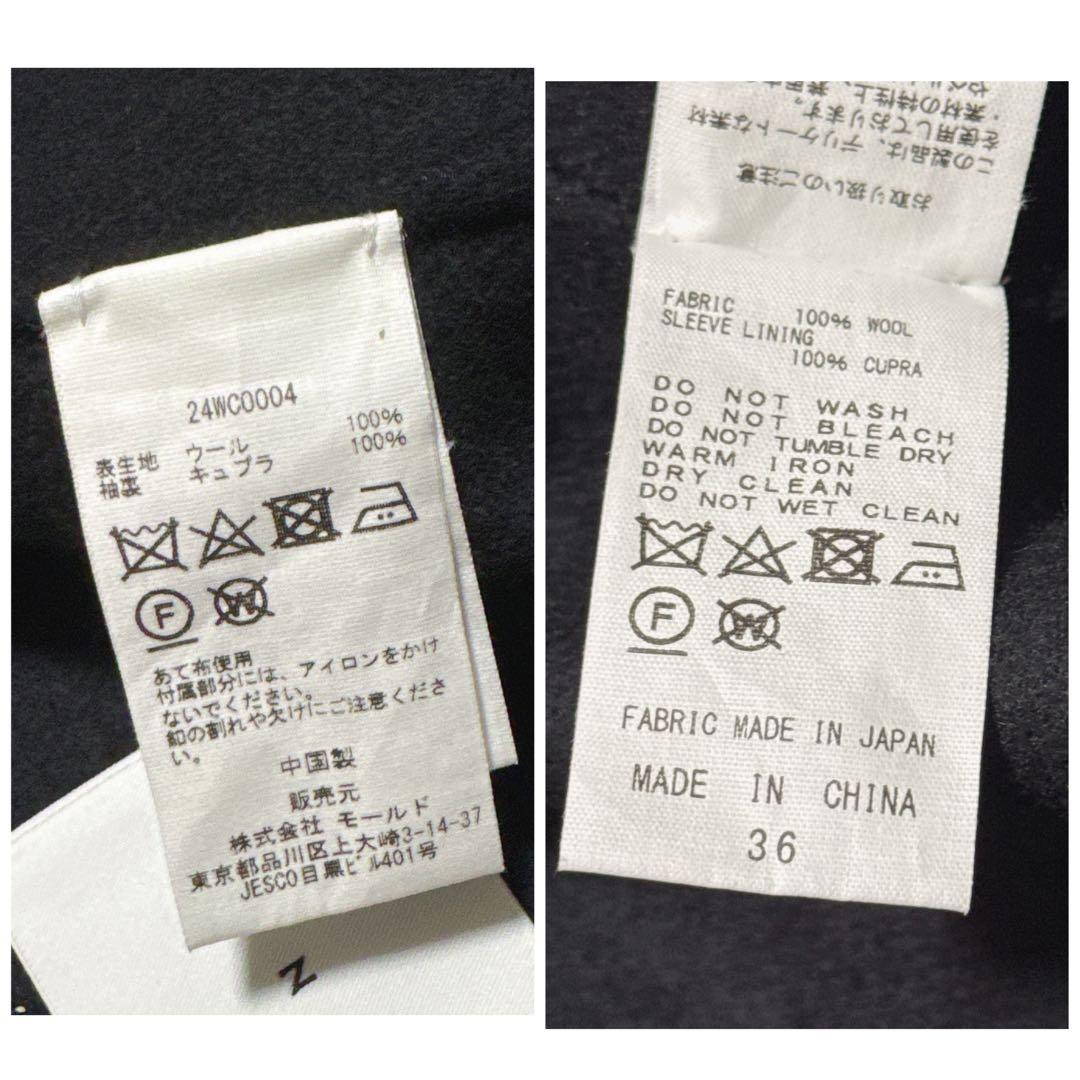 24WC0004
表生地 ウール 100%
袖裏 キュプラ 100%
F
W
あて布使用
付属部分には、アイロンをかけ
ないでください。
釦の割れや欠けにご注意くださ
い。
中国製
販売元
株式会社 モールド
東京都品川区上大崎3-14-37
JESCO目黒ビル401号
N
お取り扱いのご注意
この製品は、デリケートな素材
を使用しております。
・素材の特性上、
FABRIC 100% WOOL
SLEEVE LINING
100% CUPRA
DO NOT WASH
DO NOT BLEACH
DO NOT TUMBLE DRY
WARM IRON
DRY CLEAN
DO NOT WET CLEAN
F
W
FABRIC MADE IN JAPAN
MADE IN CHINA
36